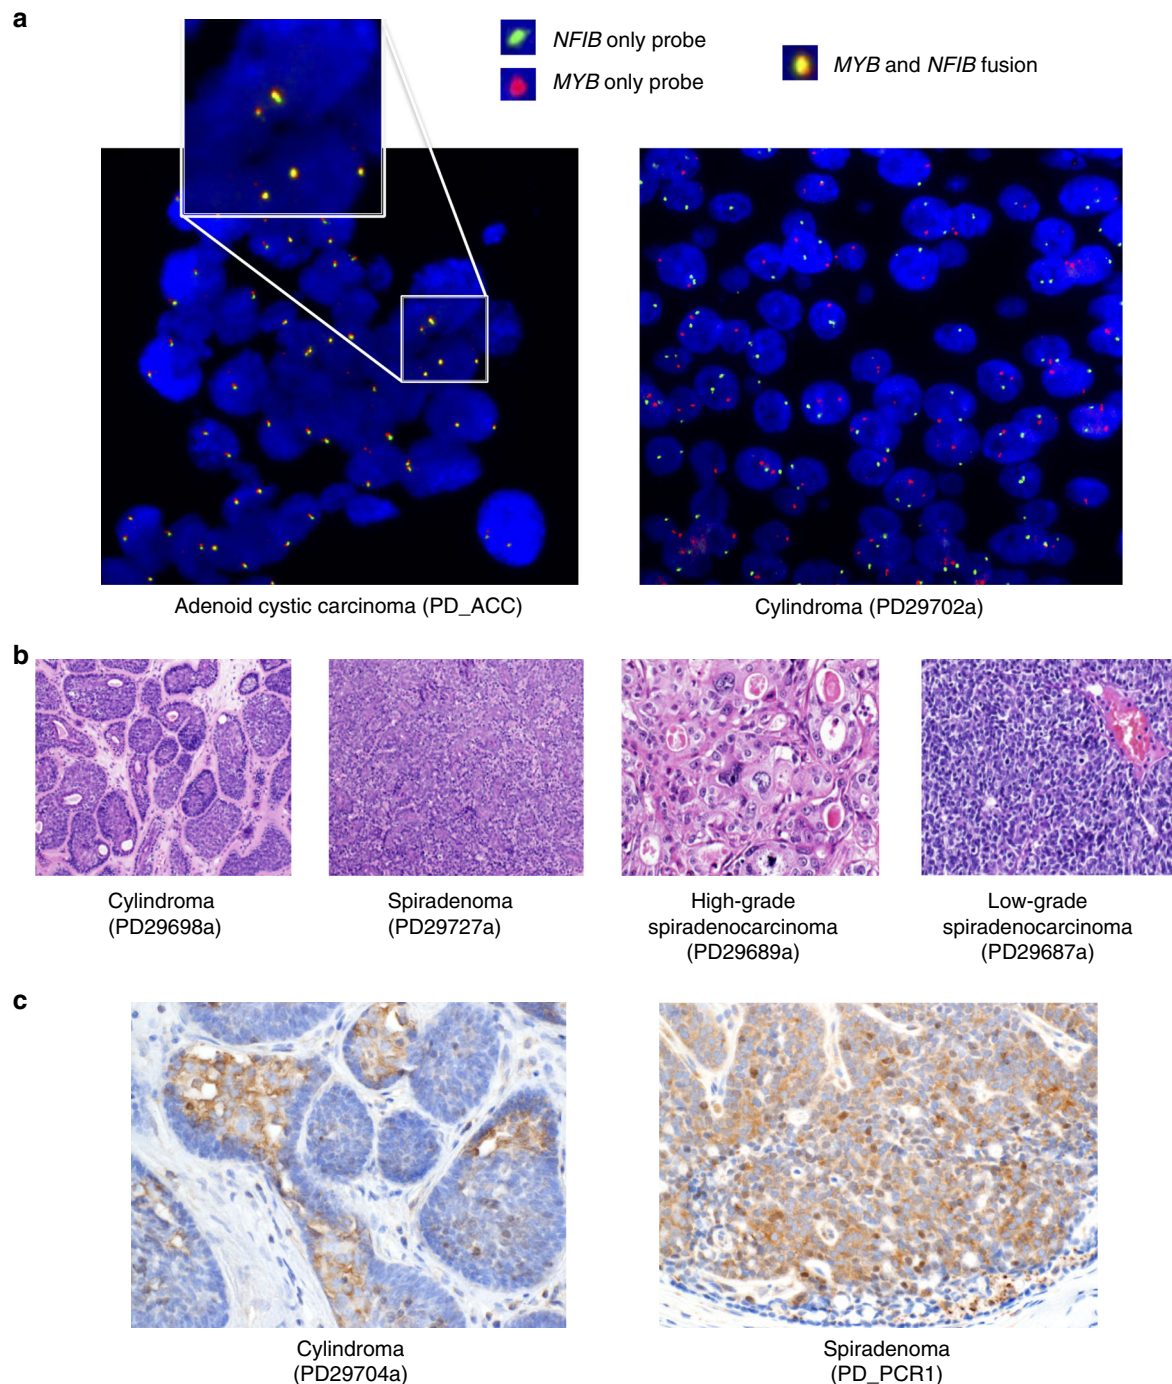 a
NFIB only probe
MYB only probe
MYB and NFIB fusion
Adenoid cystic carcinoma (PD_ACC)
Cylindroma (PD29702a)
b
Cylindroma
(PD29698a)
Spiradenoma
(PD29727a)
High-grade
spiradenocarcinoma
(PD29689a)
Low-grade
spiradenocarcinoma
(PD29687a)
c
Cylindroma
(PD29704a)
Spiradenoma
(PD_PCR1)